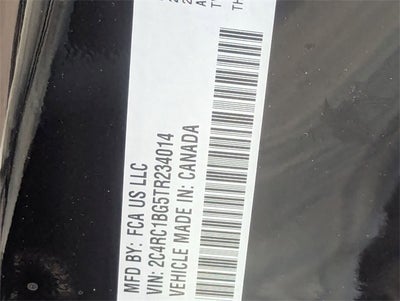 MFD BY: FCA US LLC
VIN: 2C4RC1BG5TR234014
VEHICLE MADE IN: CANADA